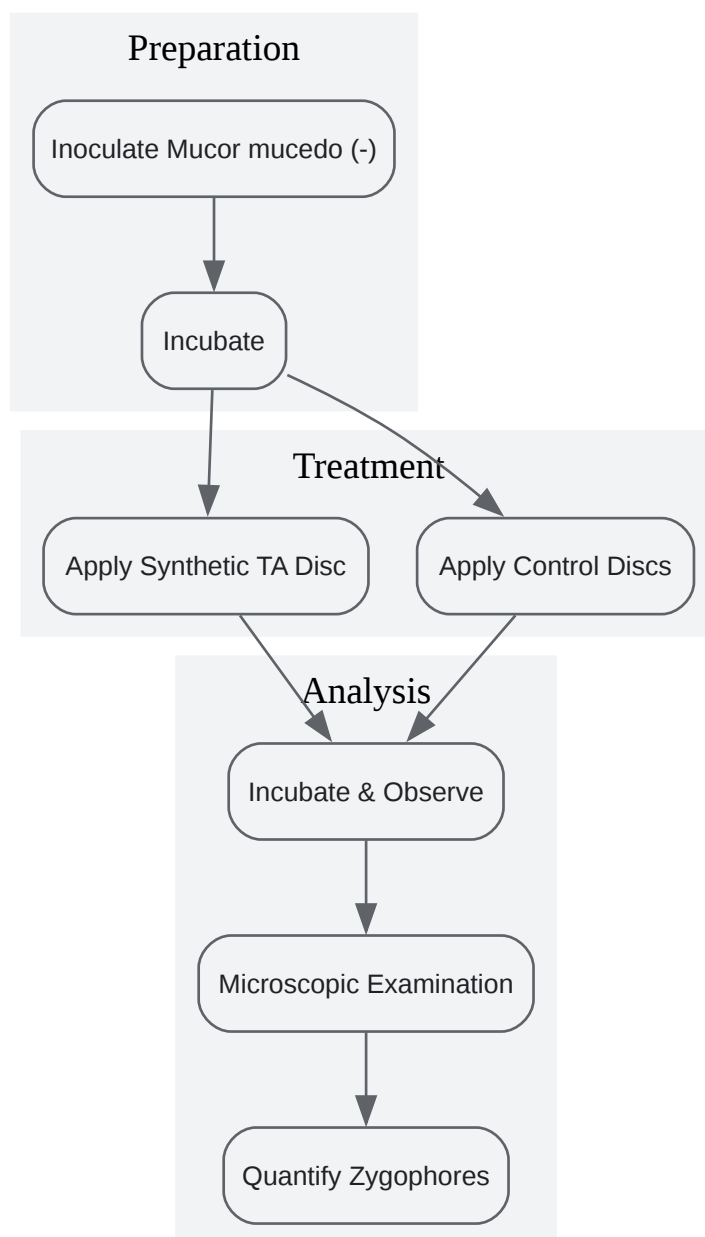 Preparation
Inoculate Mucor mucedo (-)
Incubate
Treatment
Apply Synthetic TA Disc
Apply Control Discs
Analysis
Incubate & Observe
Microscopic Examination
Quantify Zygophores